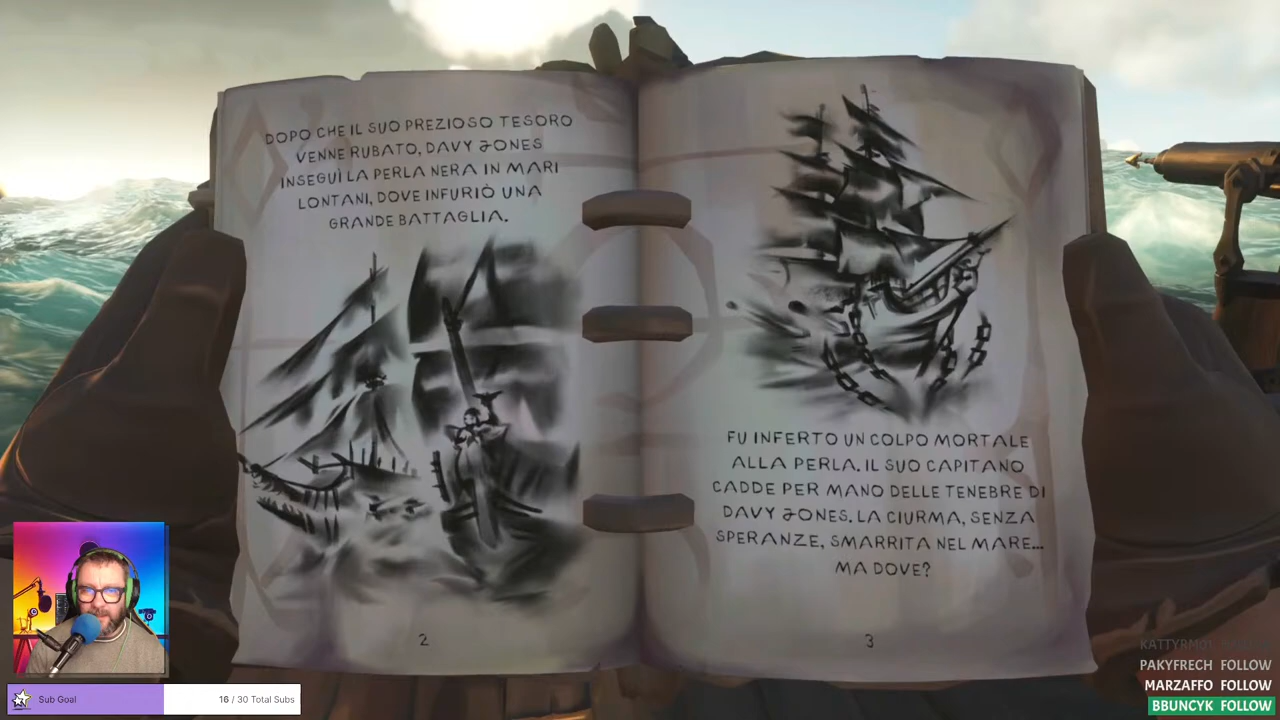 DOPO CHE IL SUO PREZIOSO TESORO
VENNE RUBATO, DAVY JONES
INSEGUÌ LA PERLA NERA IN MARI
LONTANI, DOVE INFURIÒ UNA
GRANDE BATTAGLIA.
2
FU INFERTO UN COLPO MORTALE
ALLA PERLA. IL SUO CAPITANO
CADDE PER MANO DELLE TENEBRE DI
DAVY JONES. LA CIURMA, SENZA
SPERANZE, SMARRITA NEL MARE...
MA DOVE?
3
Sub Goal
16 / 30 Total Subs
PAKYFRECH FOLLOW
MARZAFFO FOLLOW
BBUNCYK FOLLOW